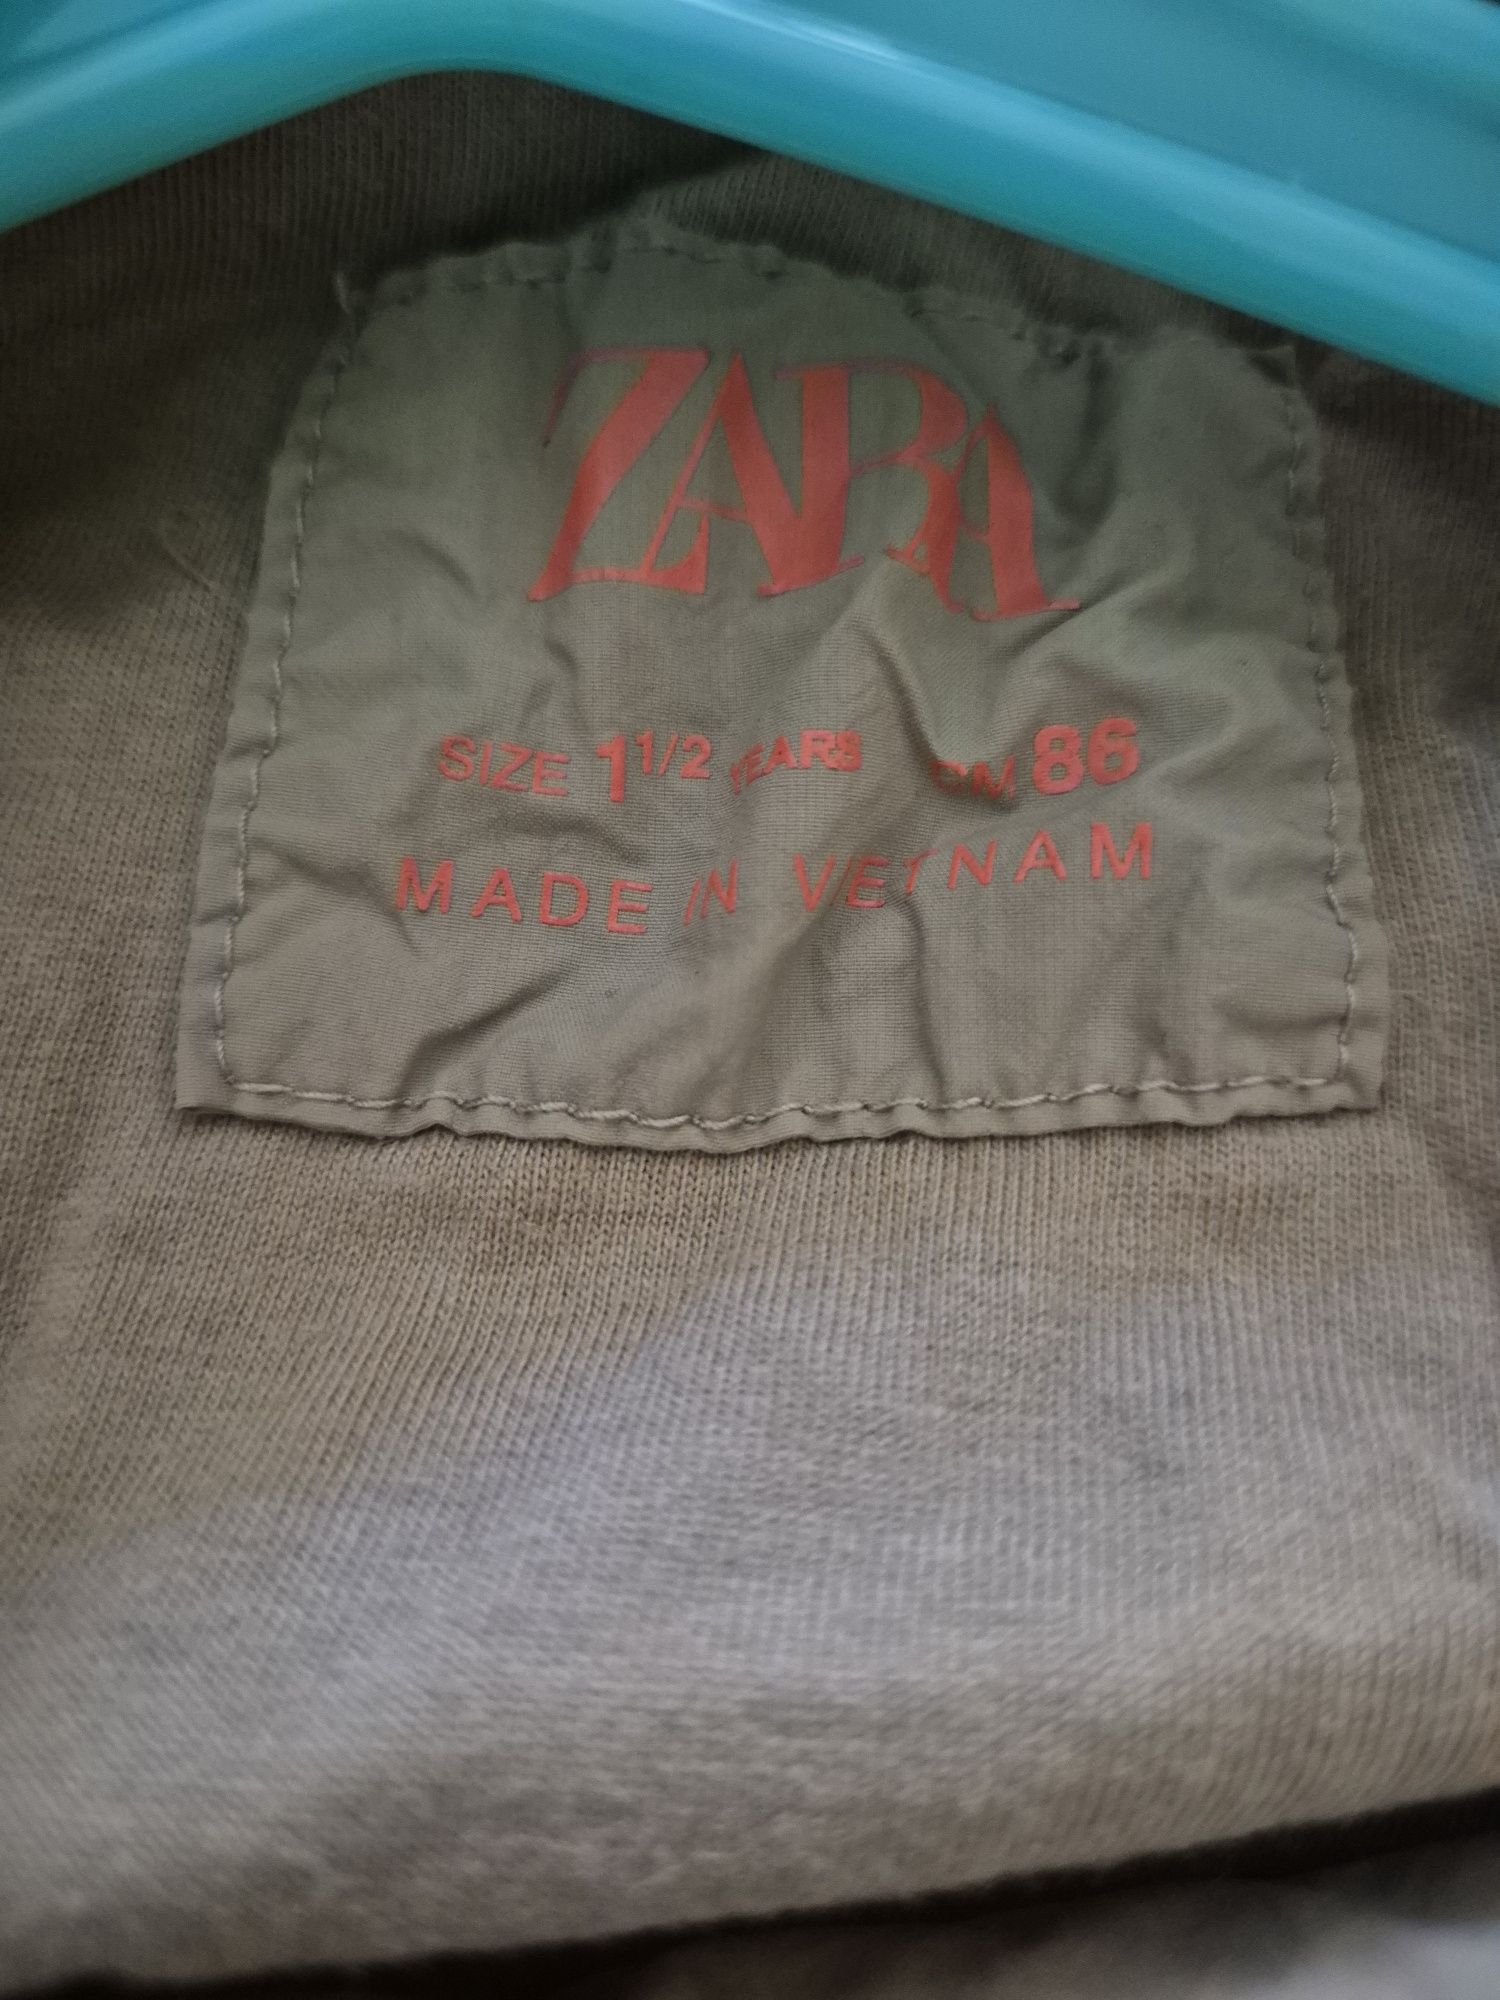 ZARA
SIZE 1 1/2 YEARS CM 86
MADE IN VIETNAM